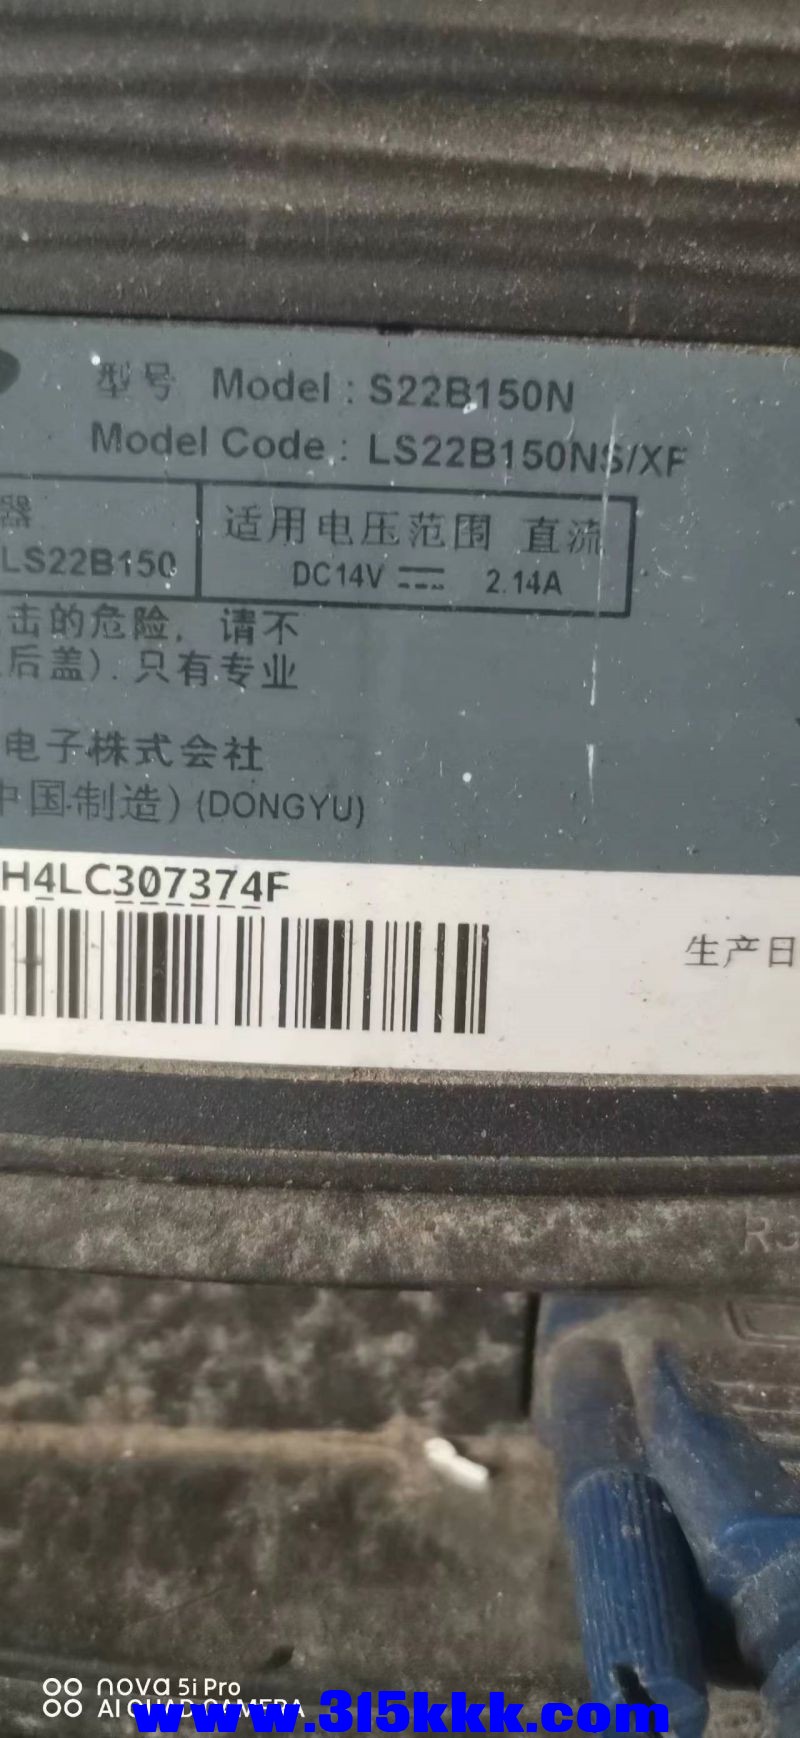 型号 Model : S22B150N
Model Code : LS22B150NS/XF
器
LS22B150
适用电压范围 直流
DC14V 2.14A
击的危险, 请不
后盖). 只有专业
电子株式会社
中国制造) (DONGYU)
H4LC307374F
生产日
nova 5i Pro
AI QUAD CAMERA
www.315kkk.com